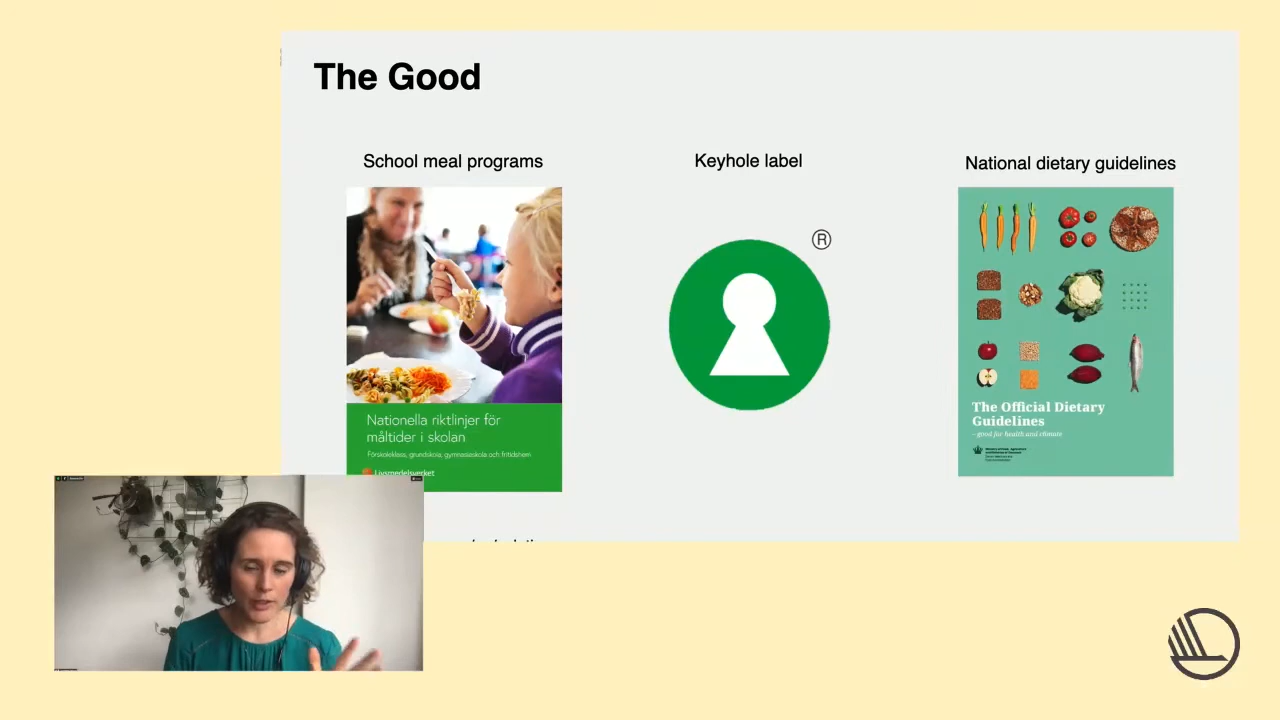 The Good
School meal programs
Keyhole label
National dietary guidelines
®
Nationella riktlinjer för
måltider i skolan
Förskoleklass, grundskola, gymnasieskola och fritidshem
Livsmedelsverket
The Official Dietary
Guidelines
– good for health and climate